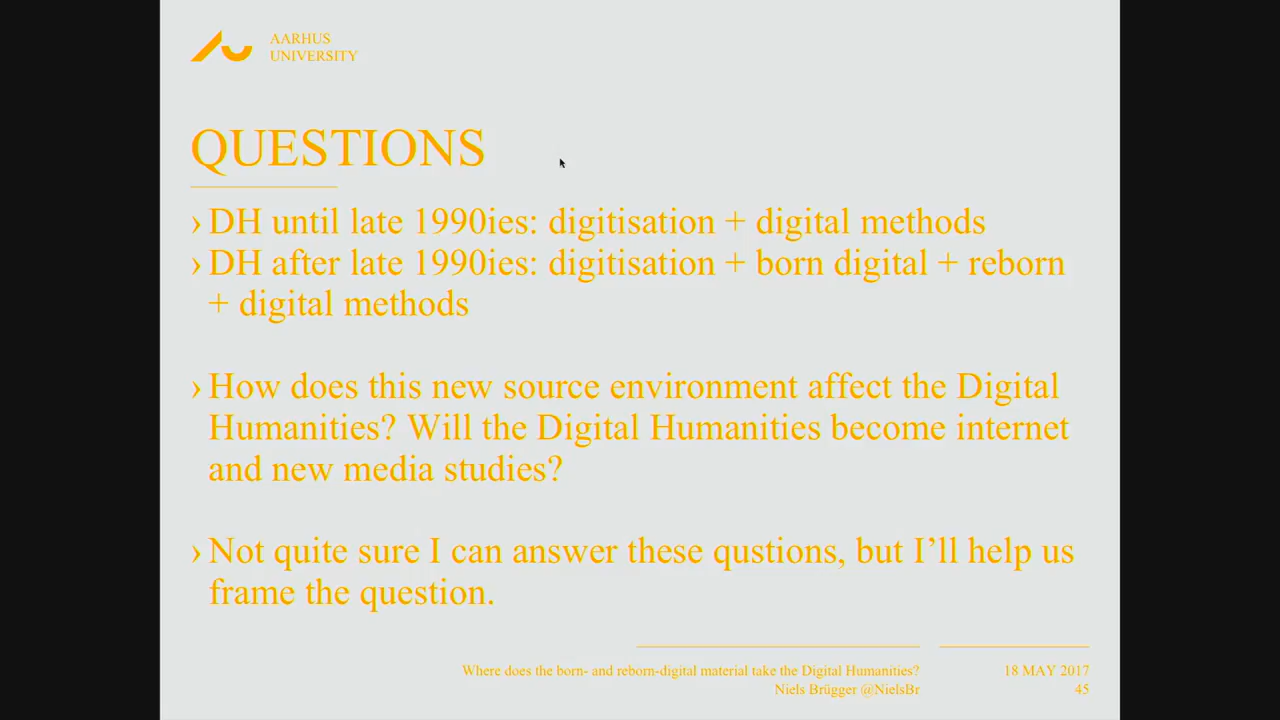 AARHUS
UNIVERSITY
QUESTIONS
› DH until late 1990ies: digitisation + digital methods
› DH after late 1990ies: digitisation + born digital + reborn
+ digital methods
› How does this new source environment affect the Digital
Humanities? Will the Digital Humanities become internet
and new media studies?
› Not quite sure I can answer these qustions, but I’ll help us
frame the question.
Where does the born- and reborn-digital material take the Digital Humanities?
Niels Brügger @NielsBr
18 MAY 2017
45